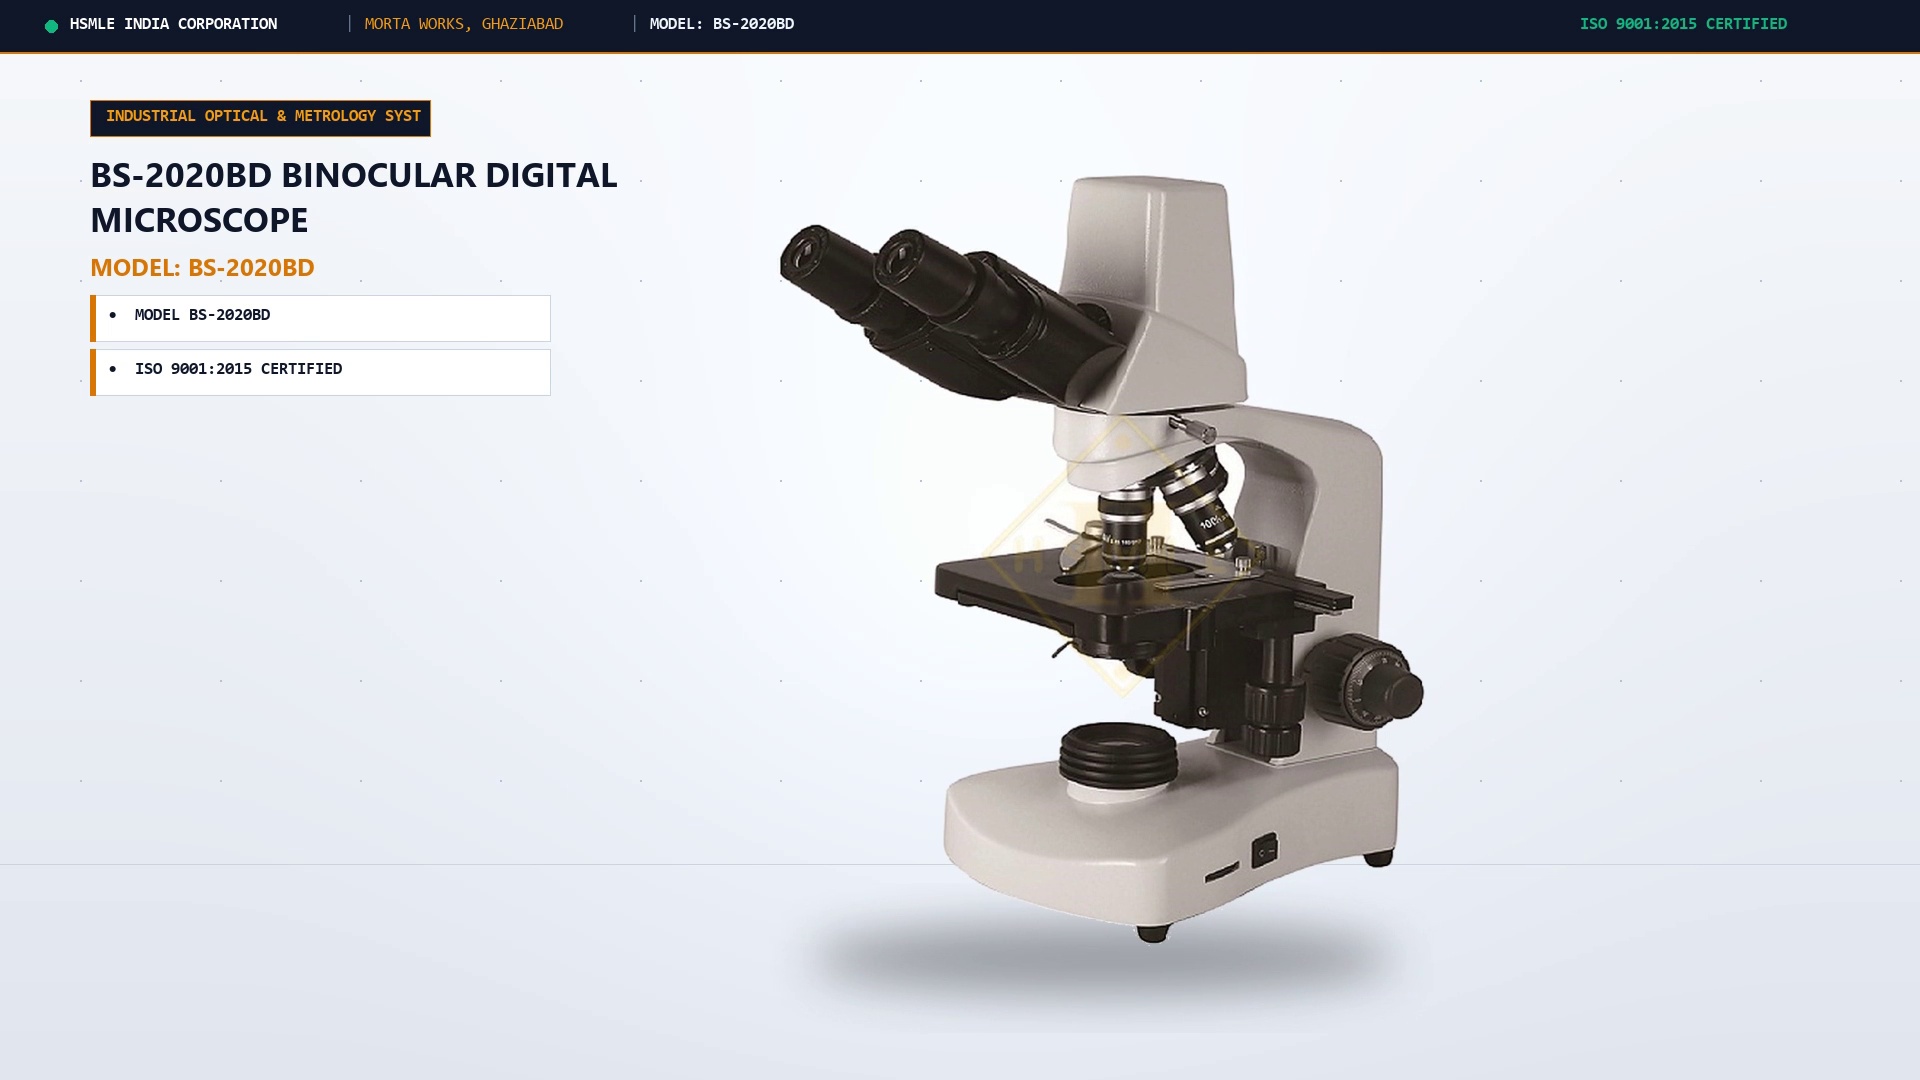 HSMLE INDIA CORPORATION | MORTA WORKS, GHAZIABAD | MODEL: BS-2020BD ISO 9001:2015 CERTIFIED
INDUSTRIAL OPTICAL & METROLOGY SYST
BS-2020BD BINOCULAR DIGITAL
MICROSCOPE
MODEL: BS-2020BD
• MODEL BS-2020BD
• ISO 9001:2015 CERTIFIED
100X